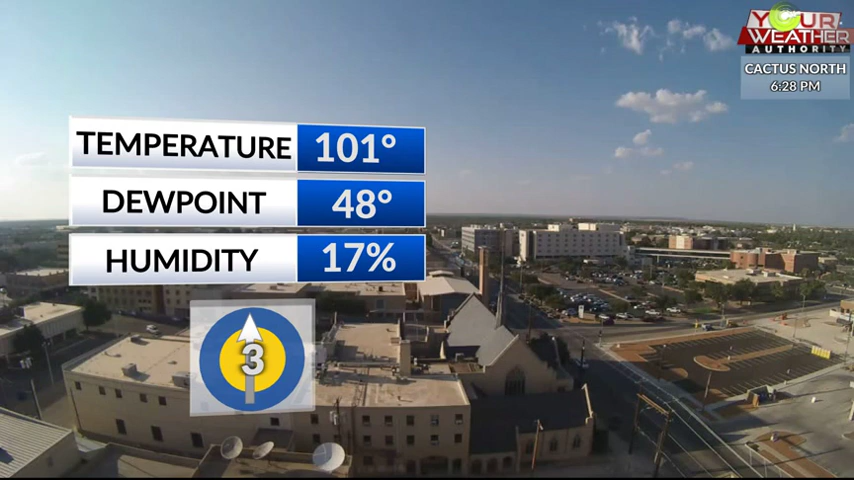 YOUR
WEATHER
AUTHORITY
CACTUS NORTH
6:28 PM
TEMPERATURE 101°
DEWPOINT 48°
HUMIDITY 17%
3